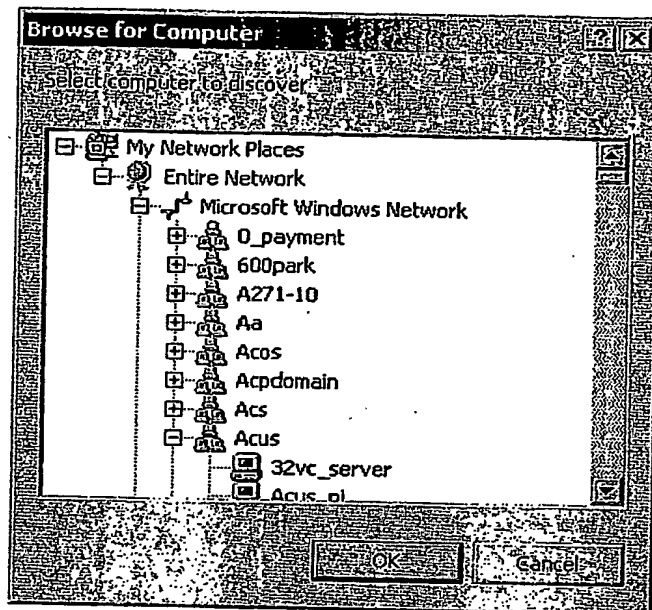 Browse for Computer
Select computer to discover:
My Network Places
Entire Network
Microsoft Windows Network
0_payment
600park
A271-10
Aa
Acos
Acpdomain
Acs
Acus
32vc_server
Acus_pl
OK
Cancel